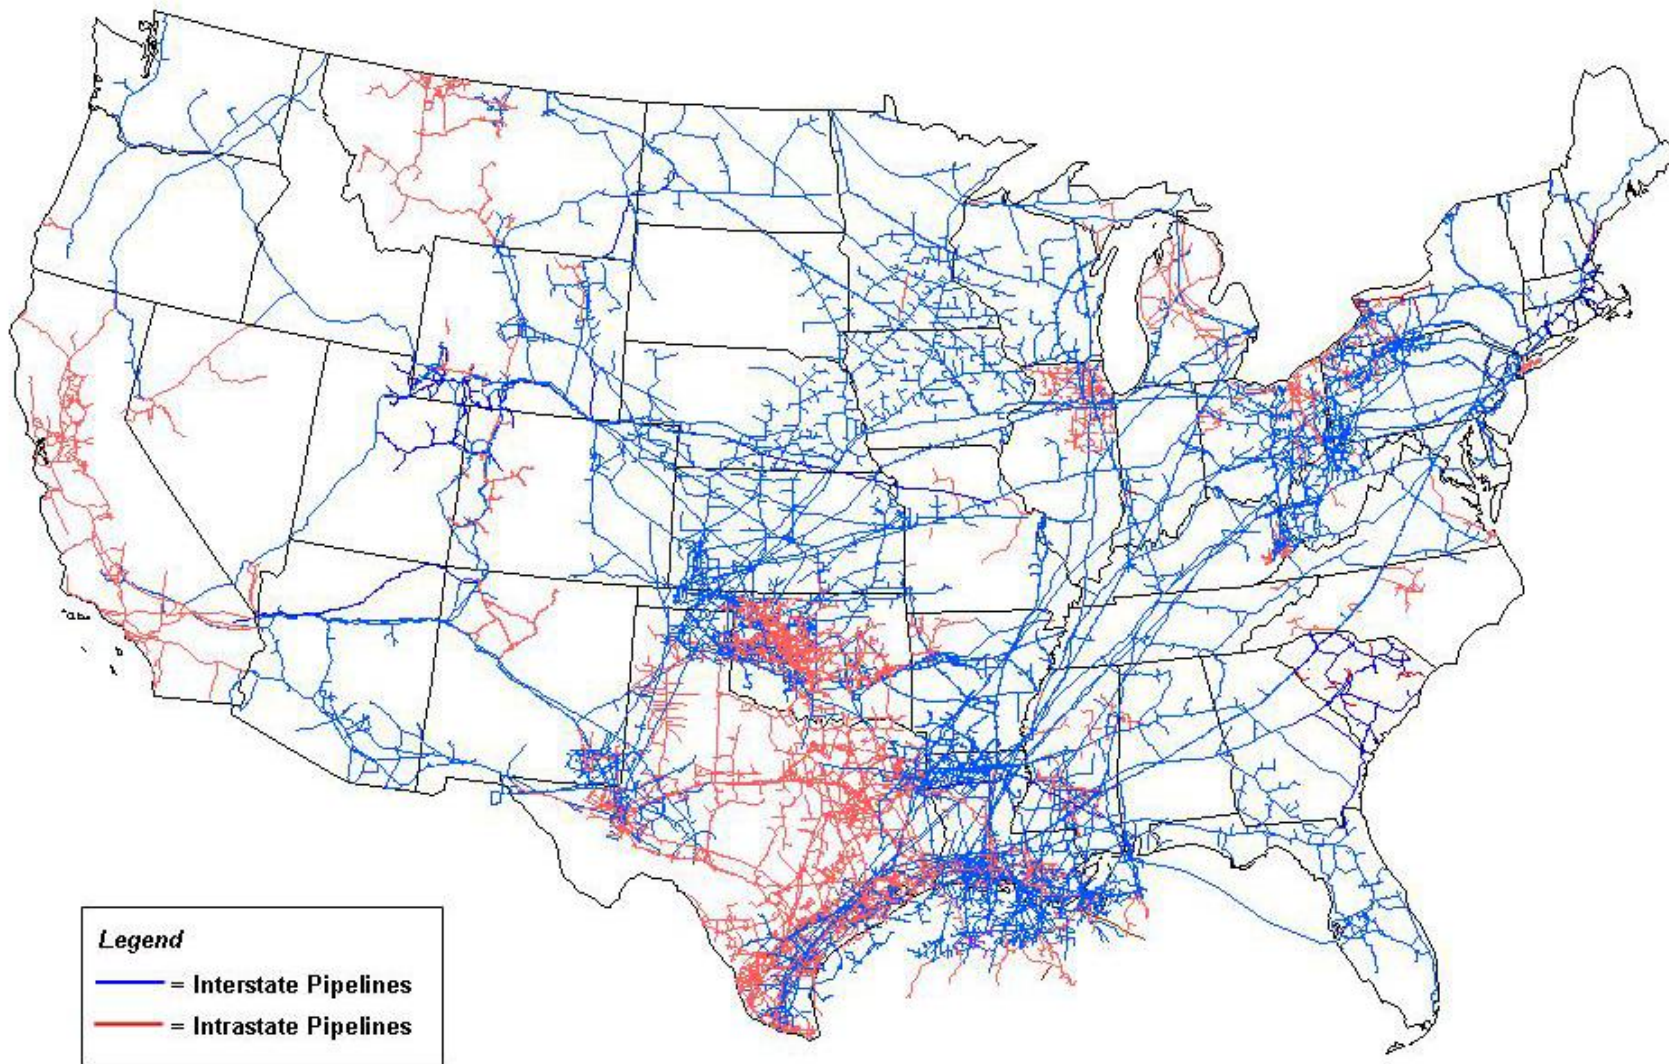 Legend
= Interstate Pipelines
= Intrastate Pipelines